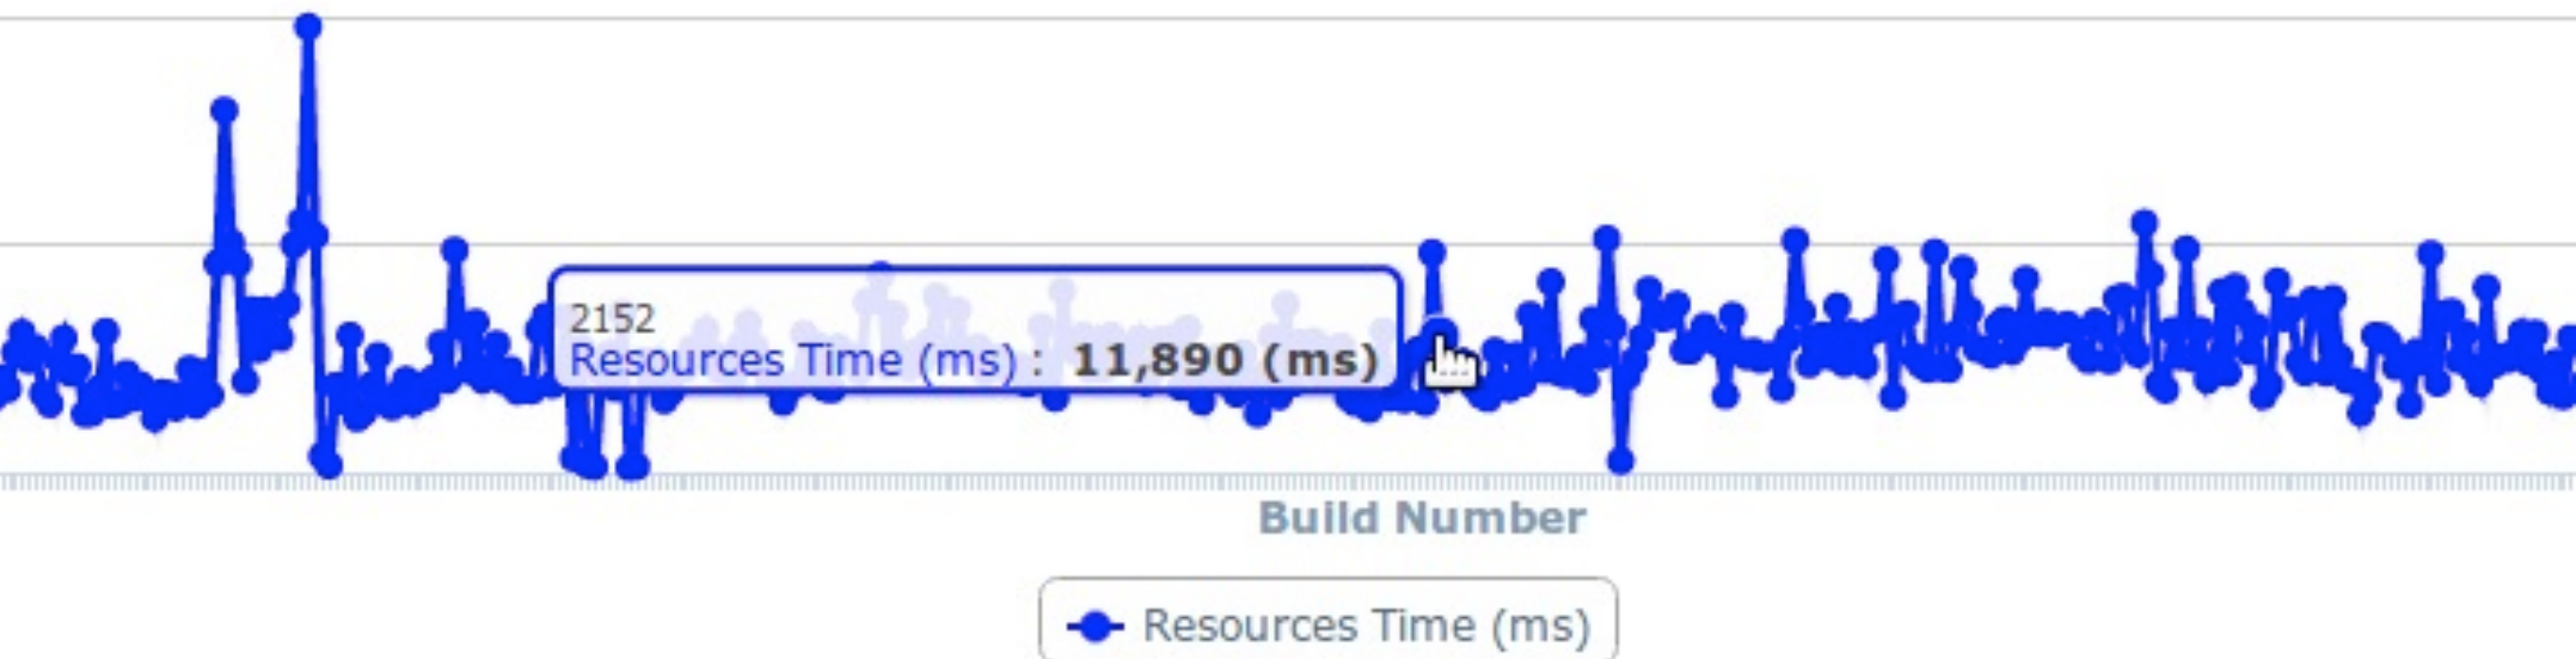 2152
Resources Time (ms) : 11,890 (ms)
Build Number
Resources Time (ms)